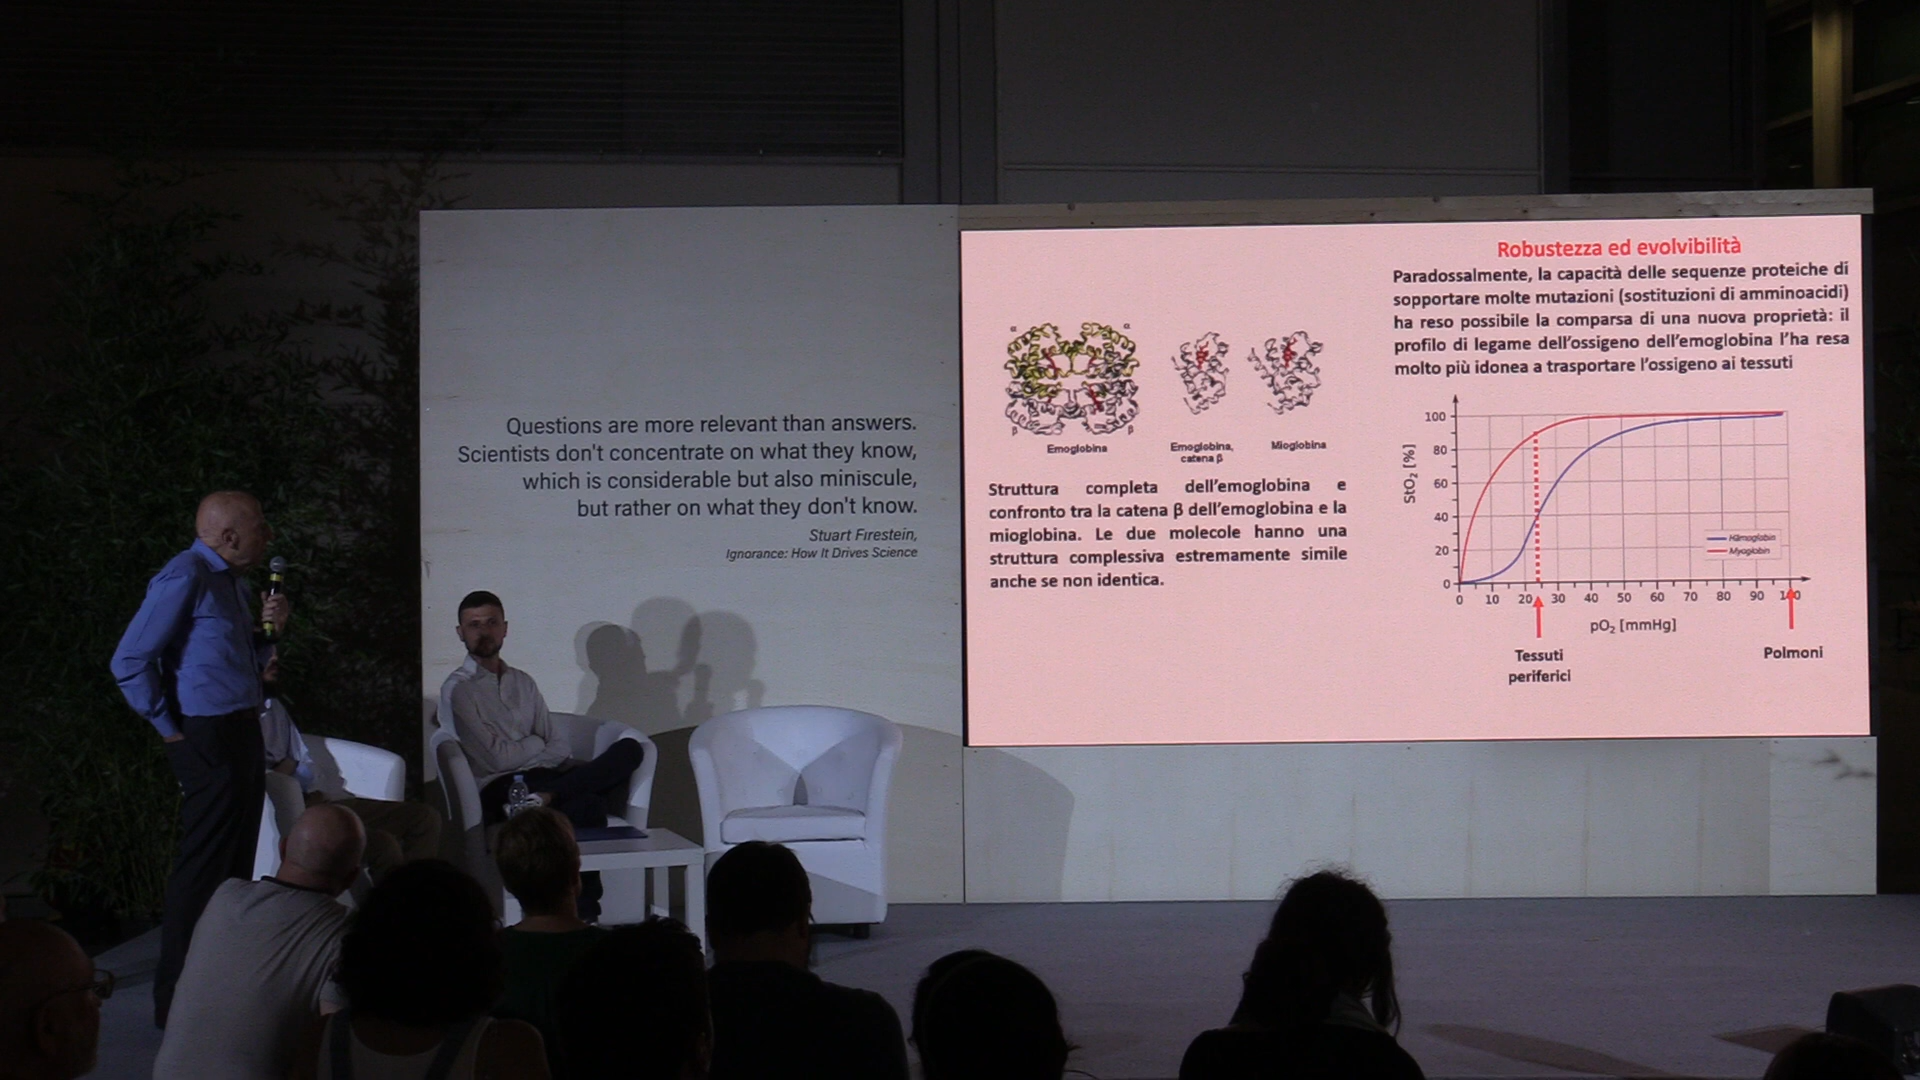 Questions are more relevant than answers.
Scientists don't concentrate on what they know,
which is considerable but also miniscule,
but rather on what they don't know.
Stuart Firestein,
Ignorance: How It Drives Science
α
α
β
β
Emoglobina
Emoglobina,
catena β
Mioglobina
Struttura completa dell'emoglobina e
confronto tra la catena β dell'emoglobina e la
mioglobina. Le due molecole hanno una
struttura complessiva estremamente simile
anche se non identica.
Robustezza ed evolvibilità
Paradossalmente, la capacità delle sequenze proteiche di
sopportare molte mutazioni (sostituzioni di amminoacidi)
ha reso possibile la comparsa di una nuova proprietà: il
profilo di legame dell'ossigeno dell'emoglobina l'ha resa
molto più idonea a trasportare l'ossigeno ai tessuti
StO₂ [%]
100
80
60
40
20
0
Hämoglobin
Myoglobin
0 10 20 30 40 50 60 70 80 90 100
pO₂ [mmHg]
Tessuti
periferici
Polmoni